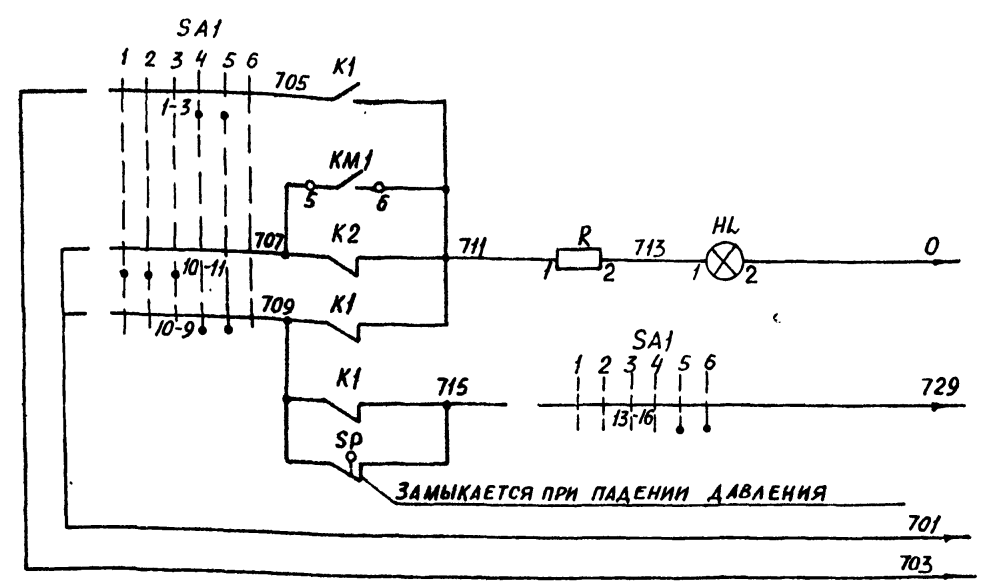 SA1
1 2 3 4 5 6
705
K1
1-3
KM1
5 6
707
K2
10-11
711
R
1 2
713
HL
1 2
0
709
K1
10-9
SA1
1 2 3 4 5 6
K1
715
13-16
729
SP
ЗАМЫКАЕТСЯ ПРИ ПАДЕНИИ ДАВЛЕНИЯ
701
703